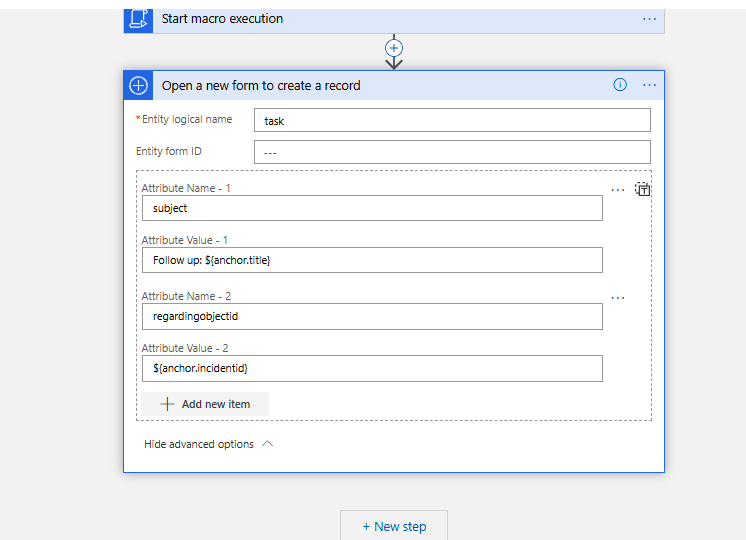 Start macro execution
Open a new form to create a record
*Entity logical name
task
Entity form ID
---
Attribute Name - 1
subject
Attribute Value - 1
Follow up: ${anchor.title}
Attribute Name - 2
regardingobjectid
Attribute Value - 2
${anchor.incidentid}
Add new item
Hide advanced options
+ New step